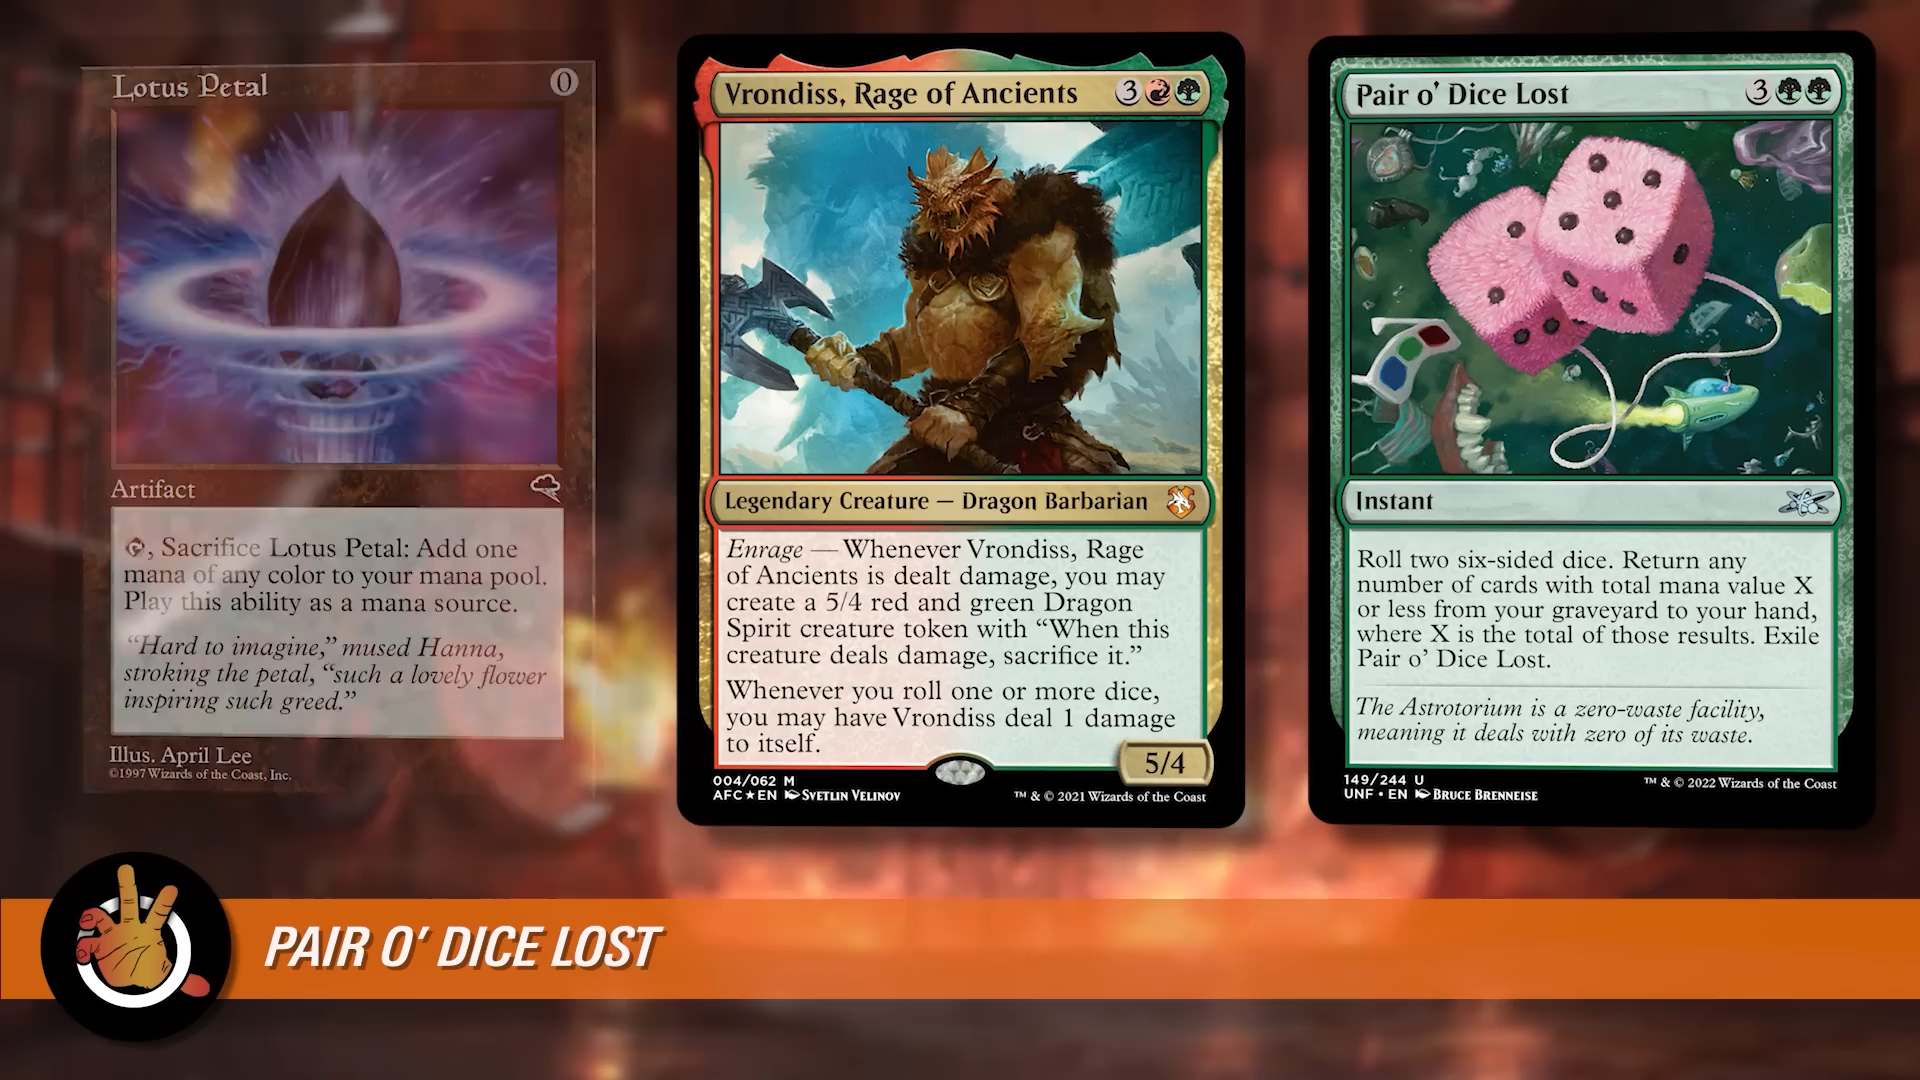 Lotus Petal 0
Artifact
, Sacrifice Lotus Petal: Add one
mana of any color to your mana pool.
Play this ability as a mana source.
“Hard to imagine,” mused Hanna,
stroking the petal, “such a lovely flower
inspiring such greed.”
Illus. April Lee
©1997 Wizards of the Coast, Inc.
Vrondiss, Rage of Ancients 3
Legendary Creature — Dragon Barbarian
Enrage — Whenever Vrondiss, Rage
of Ancients is dealt damage, you may
create a 5/4 red and green Dragon
Spirit creature token with “When this
creature deals damage, sacrifice it.”
Whenever you roll one or more dice,
you may have Vrondiss deal 1 damage
to itself.
5/4
004/062 M
AFC★EN Svetlin Velinov
™ & © 2021 Wizards of the Coast
Pair o’ Dice Lost 3
Instant
Roll two six-sided dice. Return any
number of cards with total mana value X
or less from your graveyard to your hand,
where X is the total of those results. Exile
Pair o’ Dice Lost.
The Astrotorium is a zero-waste facility,
meaning it deals with zero of its waste.
149/244 U
UNF • EN Bruce Brenneise
™ & © 2022 Wizards of the Coast
PAIR O’ DICE LOST